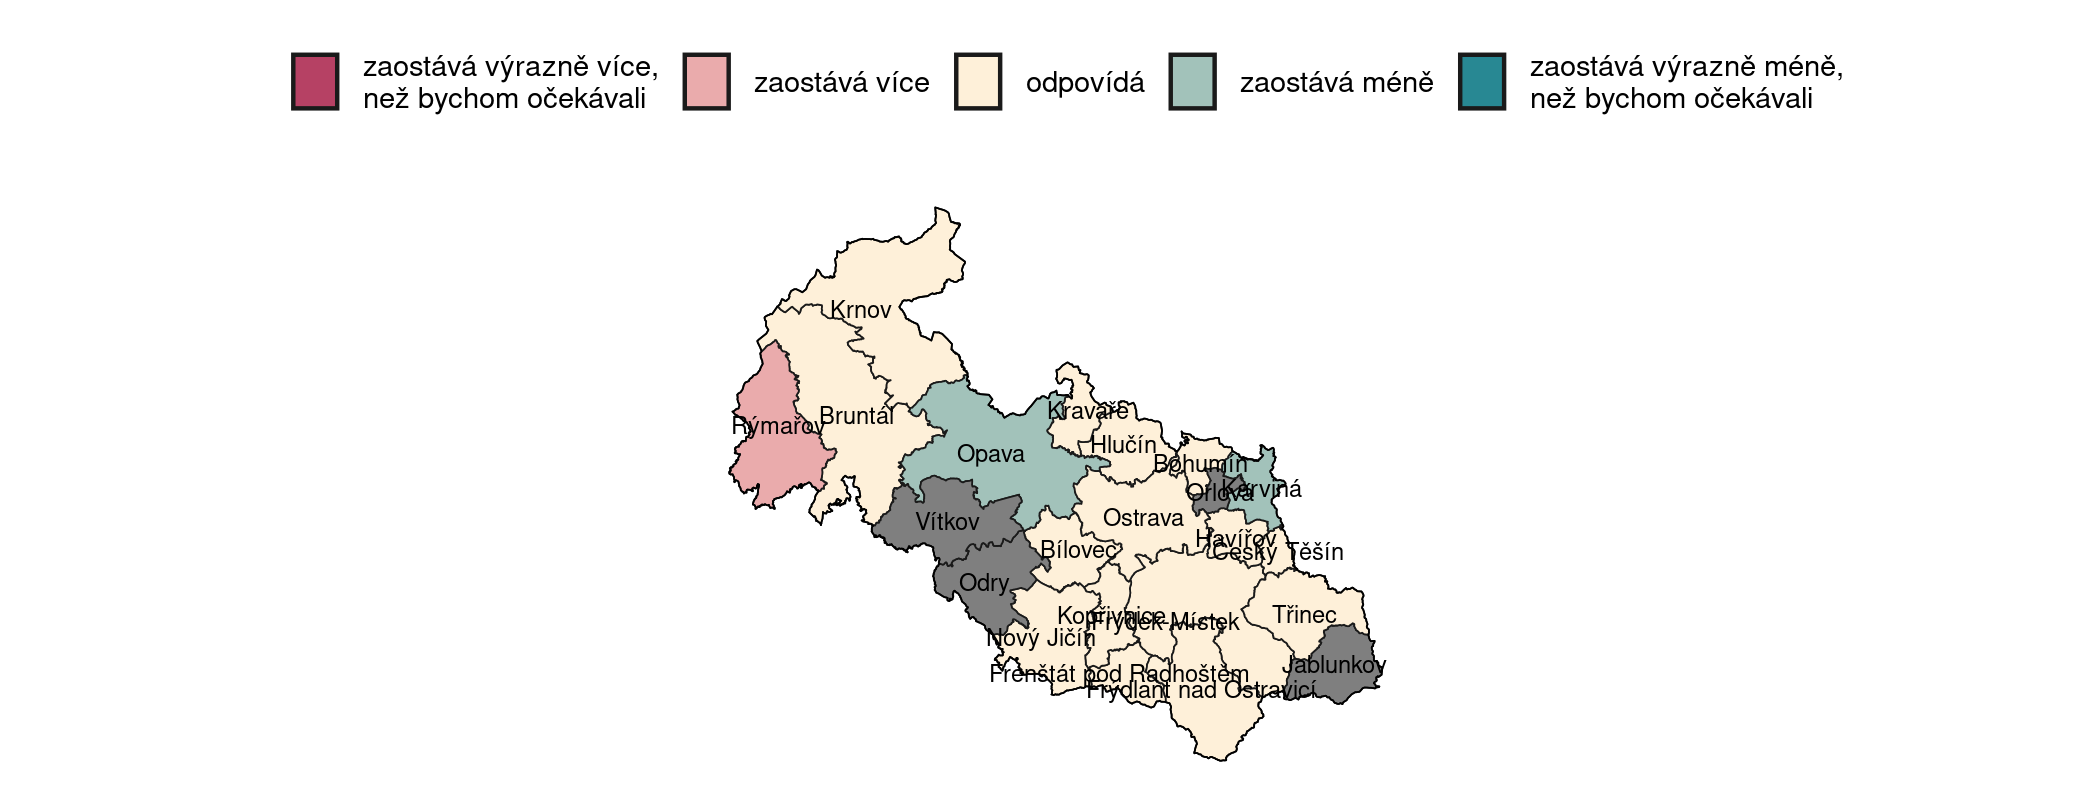 zaostává výrazně více,
než bychom očekávali
zaostává více
odpovídá
zaostává méně
zaostává výrazně méně,
než bychom očekávali
Krnov
Bruntál
Rýmařov
Kravaře
Hlučín
Opava
Bohumín
Orlová
Karviná
Vítkov
Ostrava
Havířov
Český Těšín
Bílovec
Odry
Kopřivnice
Frýdek-Místek
Třinec
Nový Jičín
Jablunkov
Frenštát pod Radhoštěm
Frýdlant nad Ostravicí